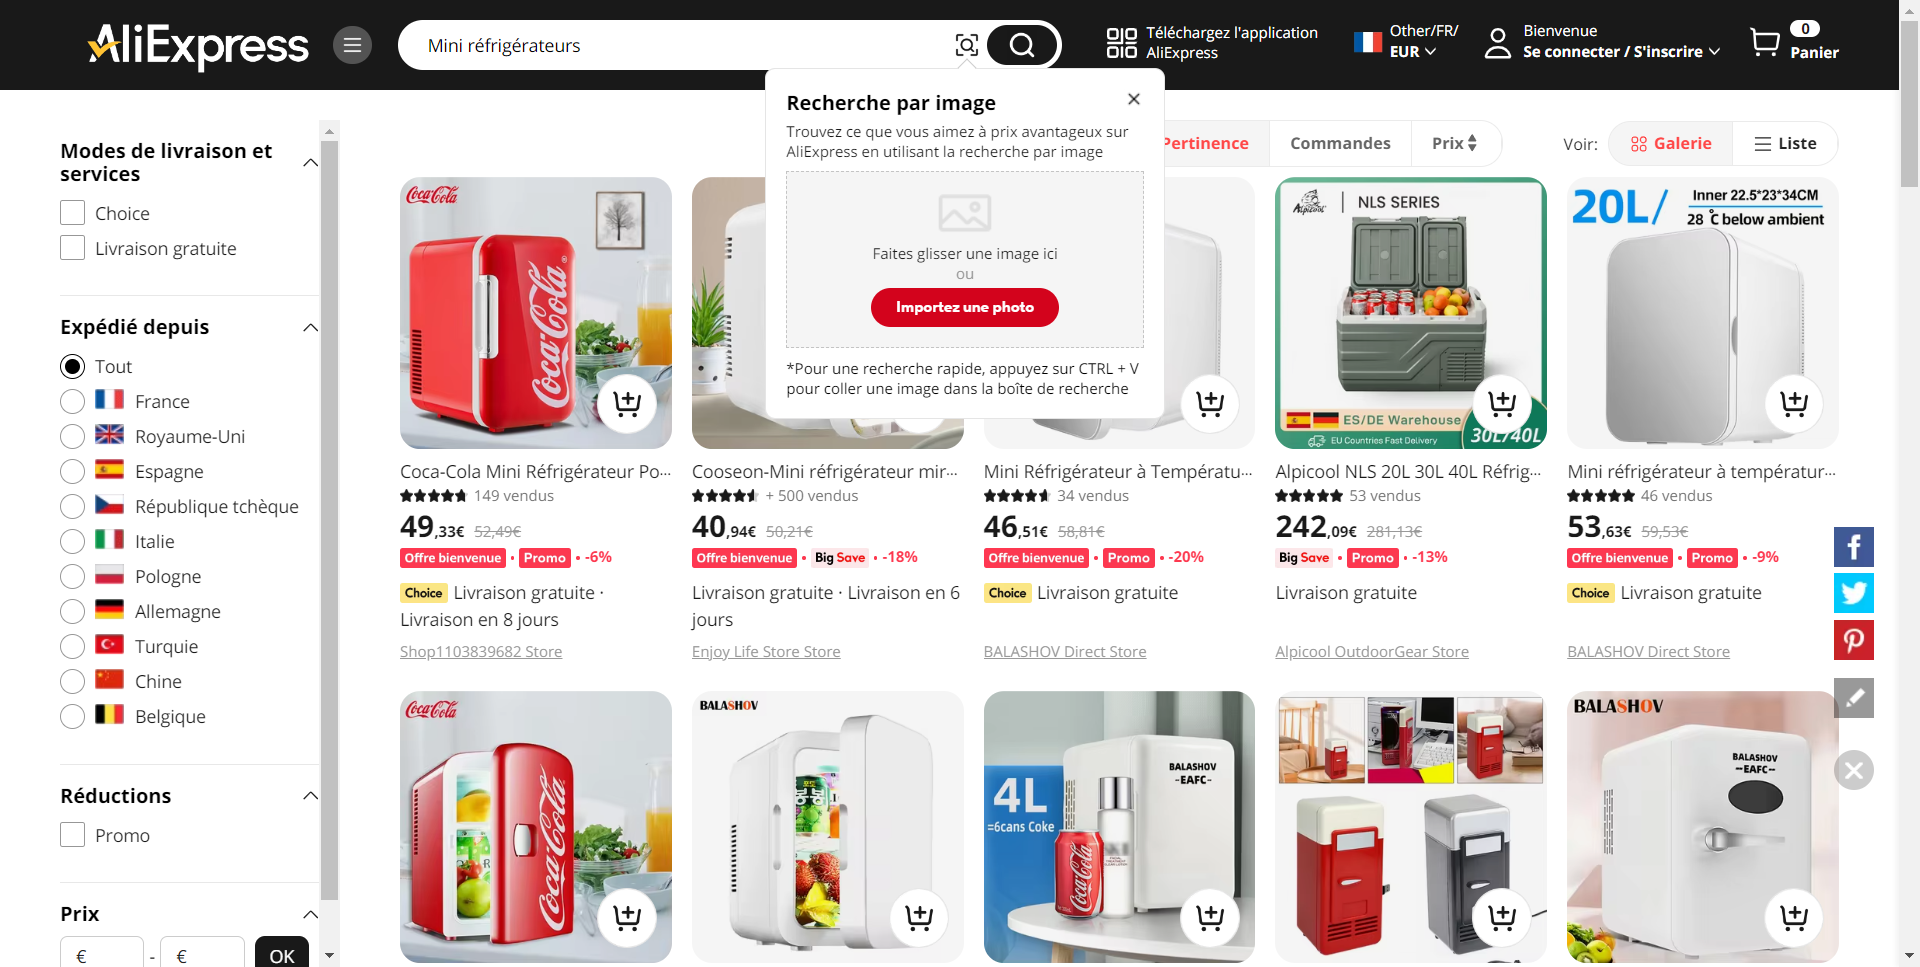 AliExpress
Mini réfrigérateurs
Téléchargez l'application
AliExpress
Other/FR/
EUR
Bienvenue
Se connecter / S'inscrire
0
Panier
Recherche par image
Trouvez ce que vous aimez à prix avantageux sur
AliExpress en utilisant la recherche par image
Faites glisser une image ici
ou
Importez une photo
*Pour une recherche rapide, appuyez sur CTRL + V
pour coller une image dans la boîte de recherche
Pertinence
Commandes
Prix
Voir:
Galerie
Liste
Modes de livraison et
services
Choice
Livraison gratuite
Expédié depuis
Tout
France
Royaume-Uni
Espagne
République tchèque
Italie
Pologne
Allemagne
Turquie
Chine
Belgique
Réductions
Promo
Prix
€ - € OK
Coca-Cola
Coca-Cola
Coca-Cola Mini Réfrigérateur Po...
149 vendus
49,33€ 52,49€
Offre bienvenue • Promo • -6%
Choice Livraison gratuite ·
Livraison en 8 jours
Shop1103839682 Store
Cooseon-Mini réfrigérateur mir...
+ 500 vendus
40,94€ 50,21€
Offre bienvenue • Big Save • -18%
Livraison gratuite · Livraison en 6
jours
Enjoy Life Store Store
Mini Réfrigérateur à Températu...
34 vendus
46,51€ 58,81€
Offre bienvenue • Promo • -20%
Choice Livraison gratuite
BALASHOV Direct Store
Alpicool
NLS SERIES
ES/DE Warehouse
EU Countries Fast Delivery
30L/40L
Alpicool NLS 20L 30L 40L Réfrig...
53 vendus
242,09€ 281,13€
Big Save • Promo • -13%
Livraison gratuite
Alpicool OutdoorGear Store
20L/
Inner 22.5*23*34CM
28 ℃ below ambient
Mini réfrigérateur à températur...
46 vendus
53,63€ 59,53€
Offre bienvenue • Promo • -9%
Choice Livraison gratuite
BALASHOV Direct Store
Coca-Cola
Coca-Cola
BALASHOV
4L
=6cans Coke
BALASHOV
-EAFC-
Coca-Cola
BALASHOV
BALASHOV
-EAFC-